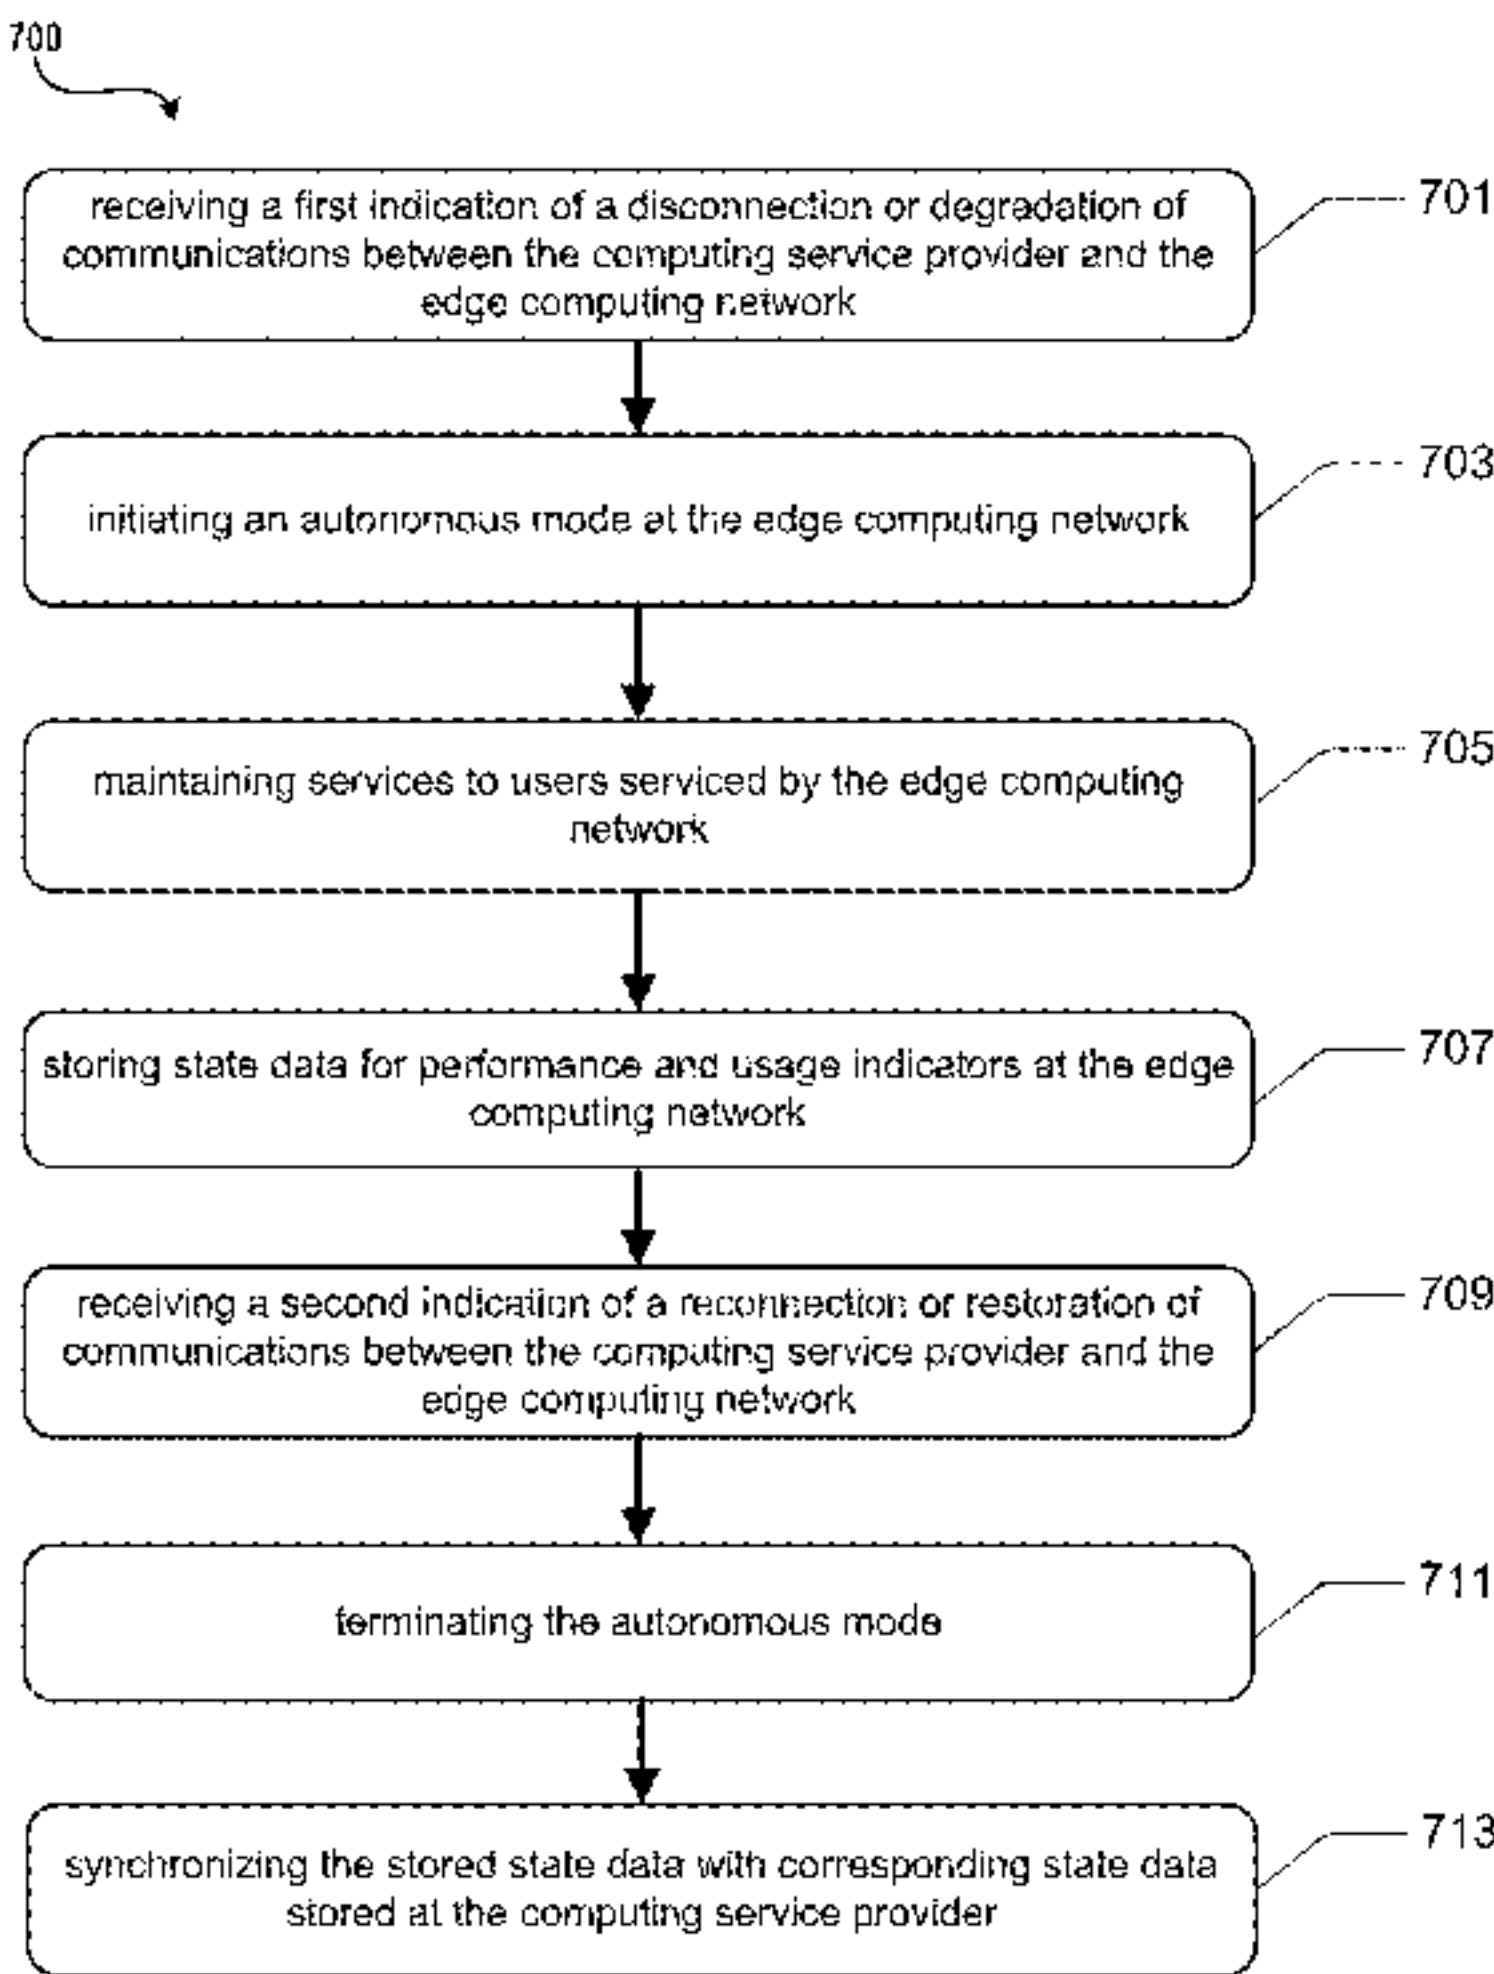 700
receiving a first indication of a disconnection or degradation of
communications between the computing service provider and the
edge computing network
701
initiating an autonomous mode at the edge computing network
703
maintaining services to users serviced by the edge computing
network
705
storing state data for performance and usage indicators at the edge
computing network
707
receiving a second indication of a reconnection or restoration of
communications between the computing service provider and the
edge computing network
709
terminating the autonomous mode
711
synchronizing the stored state data with corresponding state data
stored at the computing service provider
713